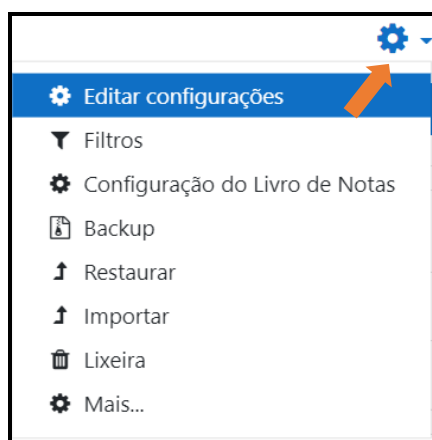 Editar configurações
Filtros
Configuração do Livro de Notas
Backup
Restaurar
Importar
Lixeira
Mais...